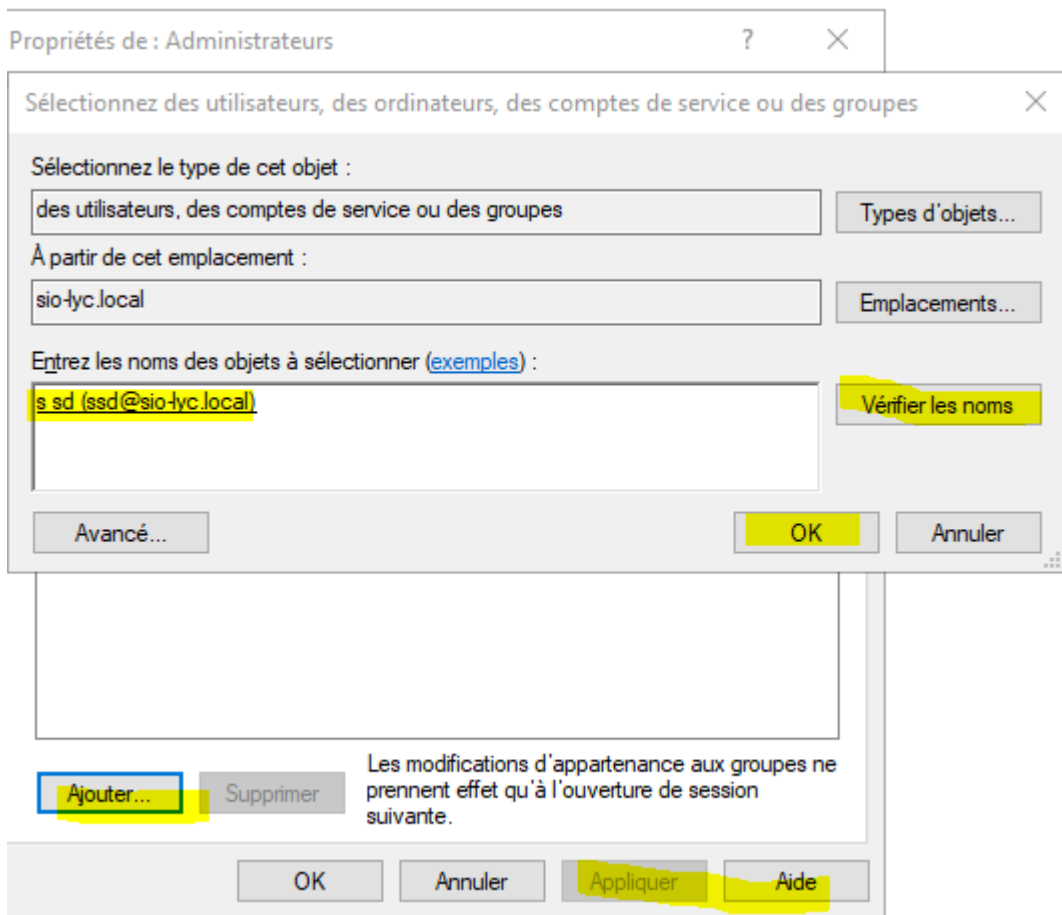 Propriétés de : Administrateurs
?
Sélectionnez des utilisateurs, des ordinateurs, des comptes de service ou des groupes
Sélectionnez le type de cet objet :
des utilisateurs, des comptes de service ou des groupes
Types d'objets...
À partir de cet emplacement :
sio-lyc.local
Emplacements...
Entrez les noms des objets à sélectionner (exemples) :
s sd (ssd@sio-lyc.local)
Vérifier les noms
Avancé...
OK
Annuler
Les modifications d'appartenance aux groupes ne
prennent effet qu'à l'ouverture de session
suivante.
Ajouter...
Supprimer
OK
Annuler
Appliquer
Aide